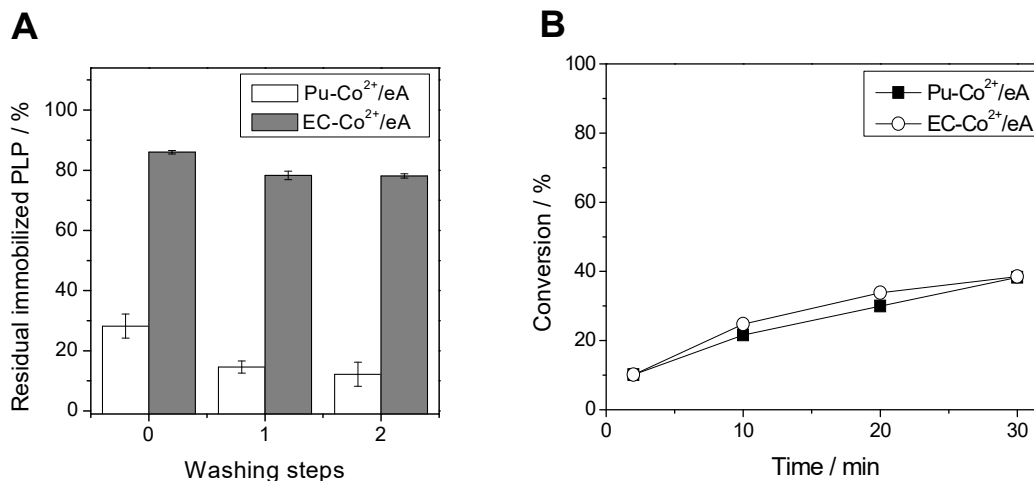 A
Residual immobilized PLP / %
100
80
60
40
20
0
Pu-Co²⁺/eA
EC-Co²⁺/eA
0 1 2
Washing steps
B
Conversion / %
100
80
60
40
20
0
Pu-Co²⁺/eA
EC-Co²⁺/eA
10 20 30
Time / min